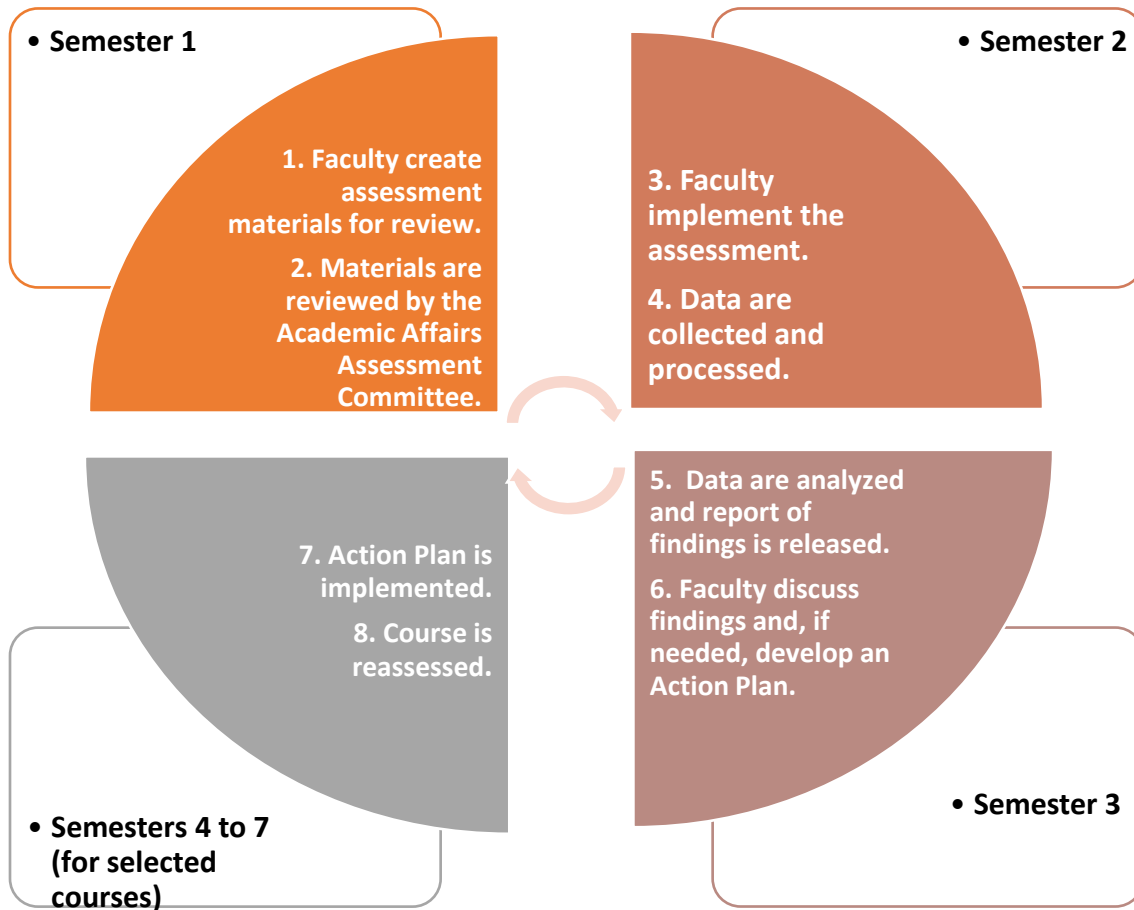 • Semester 1
1. Faculty create
assessment
materials for review.
2. Materials are
reviewed by the
Academic Affairs
Assessment
Committee.
• Semester 2
3. Faculty
implement the
assessment.
4. Data are
collected and
processed.
5.  Data are analyzed
and report of
findings is released.
6. Faculty discuss
findings and, if
needed, develop an
Action Plan.
• Semester 3
7. Action Plan is
implemented.
8. Course is
reassessed.
• Semesters 4 to 7
(for selected
courses)